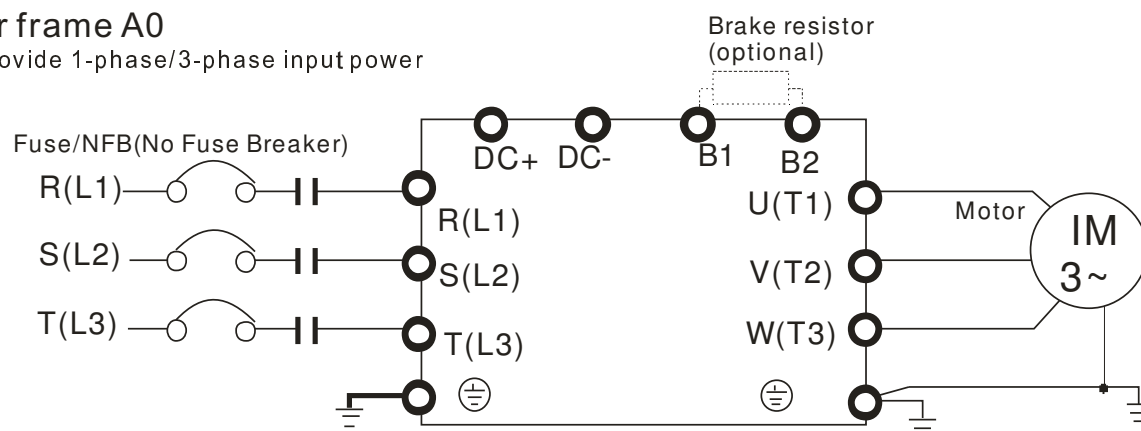 r frame A0
ovide 1-phase/3-phase input power
Brake resistor
(optional)
Fuse/NFB(No Fuse Breaker)
DC+ DC- B1 B2
R(L1)
R(L1)
U(T1)
Motor
IM
3~
S(L2)
S(L2)
V(T2)
T(L3)
T(L3)
W(T3)